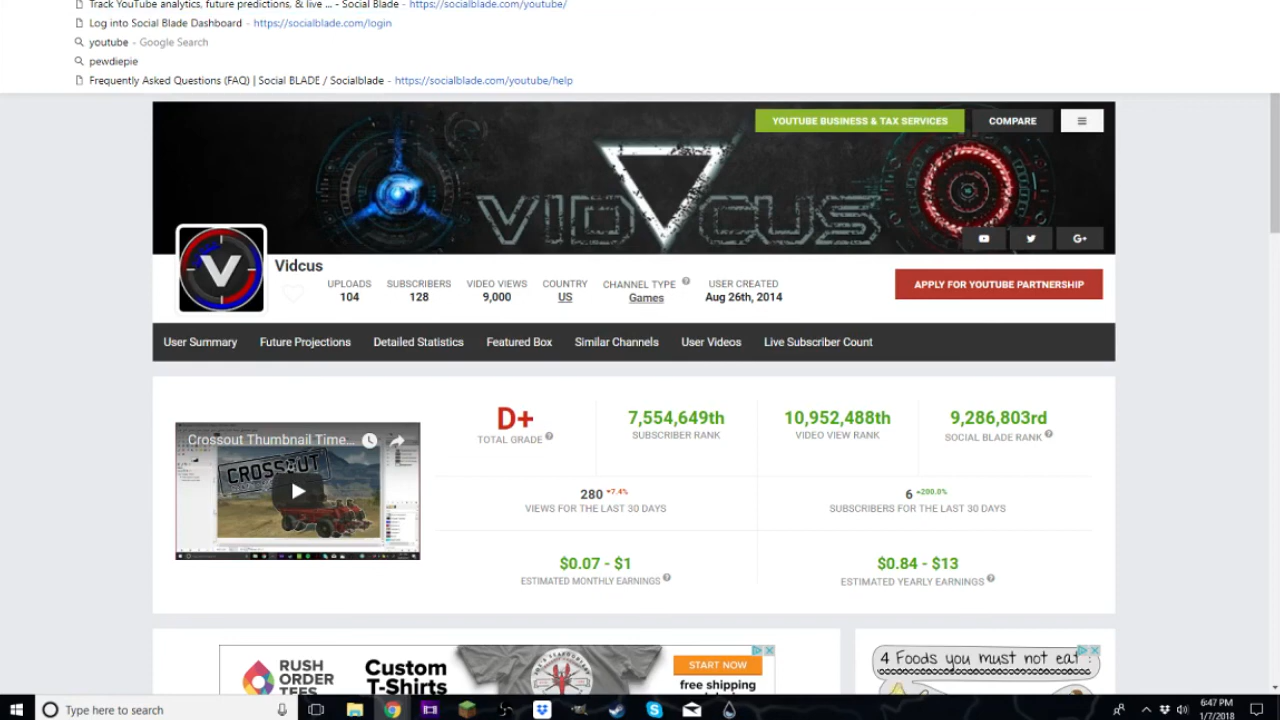 Track YouTube analytics, future predictions, & live ... - Social Blade - https://socialblade.com/youtube/
Log into Social Blade Dashboard - https://socialblade.com/login
youtube - Google Search
pewdiepie
Frequently Asked Questions (FAQ) | Social BLADE / Socialblade - https://socialblade.com/youtube/help
YOUTUBE BUSINESS & TAX SERVICES
COMPARE
VIDVCUS
G+
V
Vidcus
UPLOADS
104
SUBSCRIBERS
128
VIDEO VIEWS
9,000
COUNTRY
US
CHANNEL TYPE ?
Games
USER CREATED
Aug 26th, 2014
APPLY FOR YOUTUBE PARTNERSHIP
User Summary Future Projections Detailed Statistics Featured Box Similar Channels User Videos Live Subscriber Count
Crossout Thumbnail Time...
CROSSOUT
D+
TOTAL GRADE ?
7,554,649th
SUBSCRIBER RANK
10,952,488th
VIDEO VIEW RANK
9,286,803rd
SOCIAL BLADE RANK ?
280 -7.4%
VIEWS FOR THE LAST 30 DAYS
6 +200.0%
SUBSCRIBERS FOR THE LAST 30 DAYS
$0.07 - $1
ESTIMATED MONTHLY EARNINGS ?
$0.84 - $13
ESTIMATED YEARLY EARNINGS ?
RUSH
ORDER
TEES
Custom
T-Shirts
START NOW
free shipping
4 Foods you must not eat :
Type here to search
6:47 PM
1/7/2018